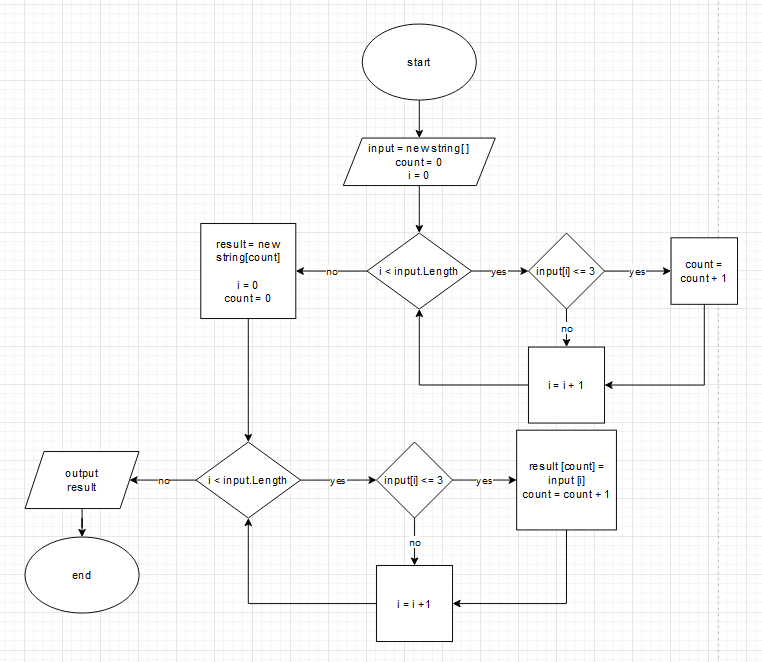 start
input = new string[ ]
count = 0
i = 0
result = new
string[count]
i = 0
count = 0
no
i < input.Length
yes
input[i] <= 3
yes
count =
count + 1
no
i = i + 1
output
result
no
i < input.Length
yes
input[i] <= 3
yes
result [count] =
input [i]
count = count + 1
no
end
i = i +1